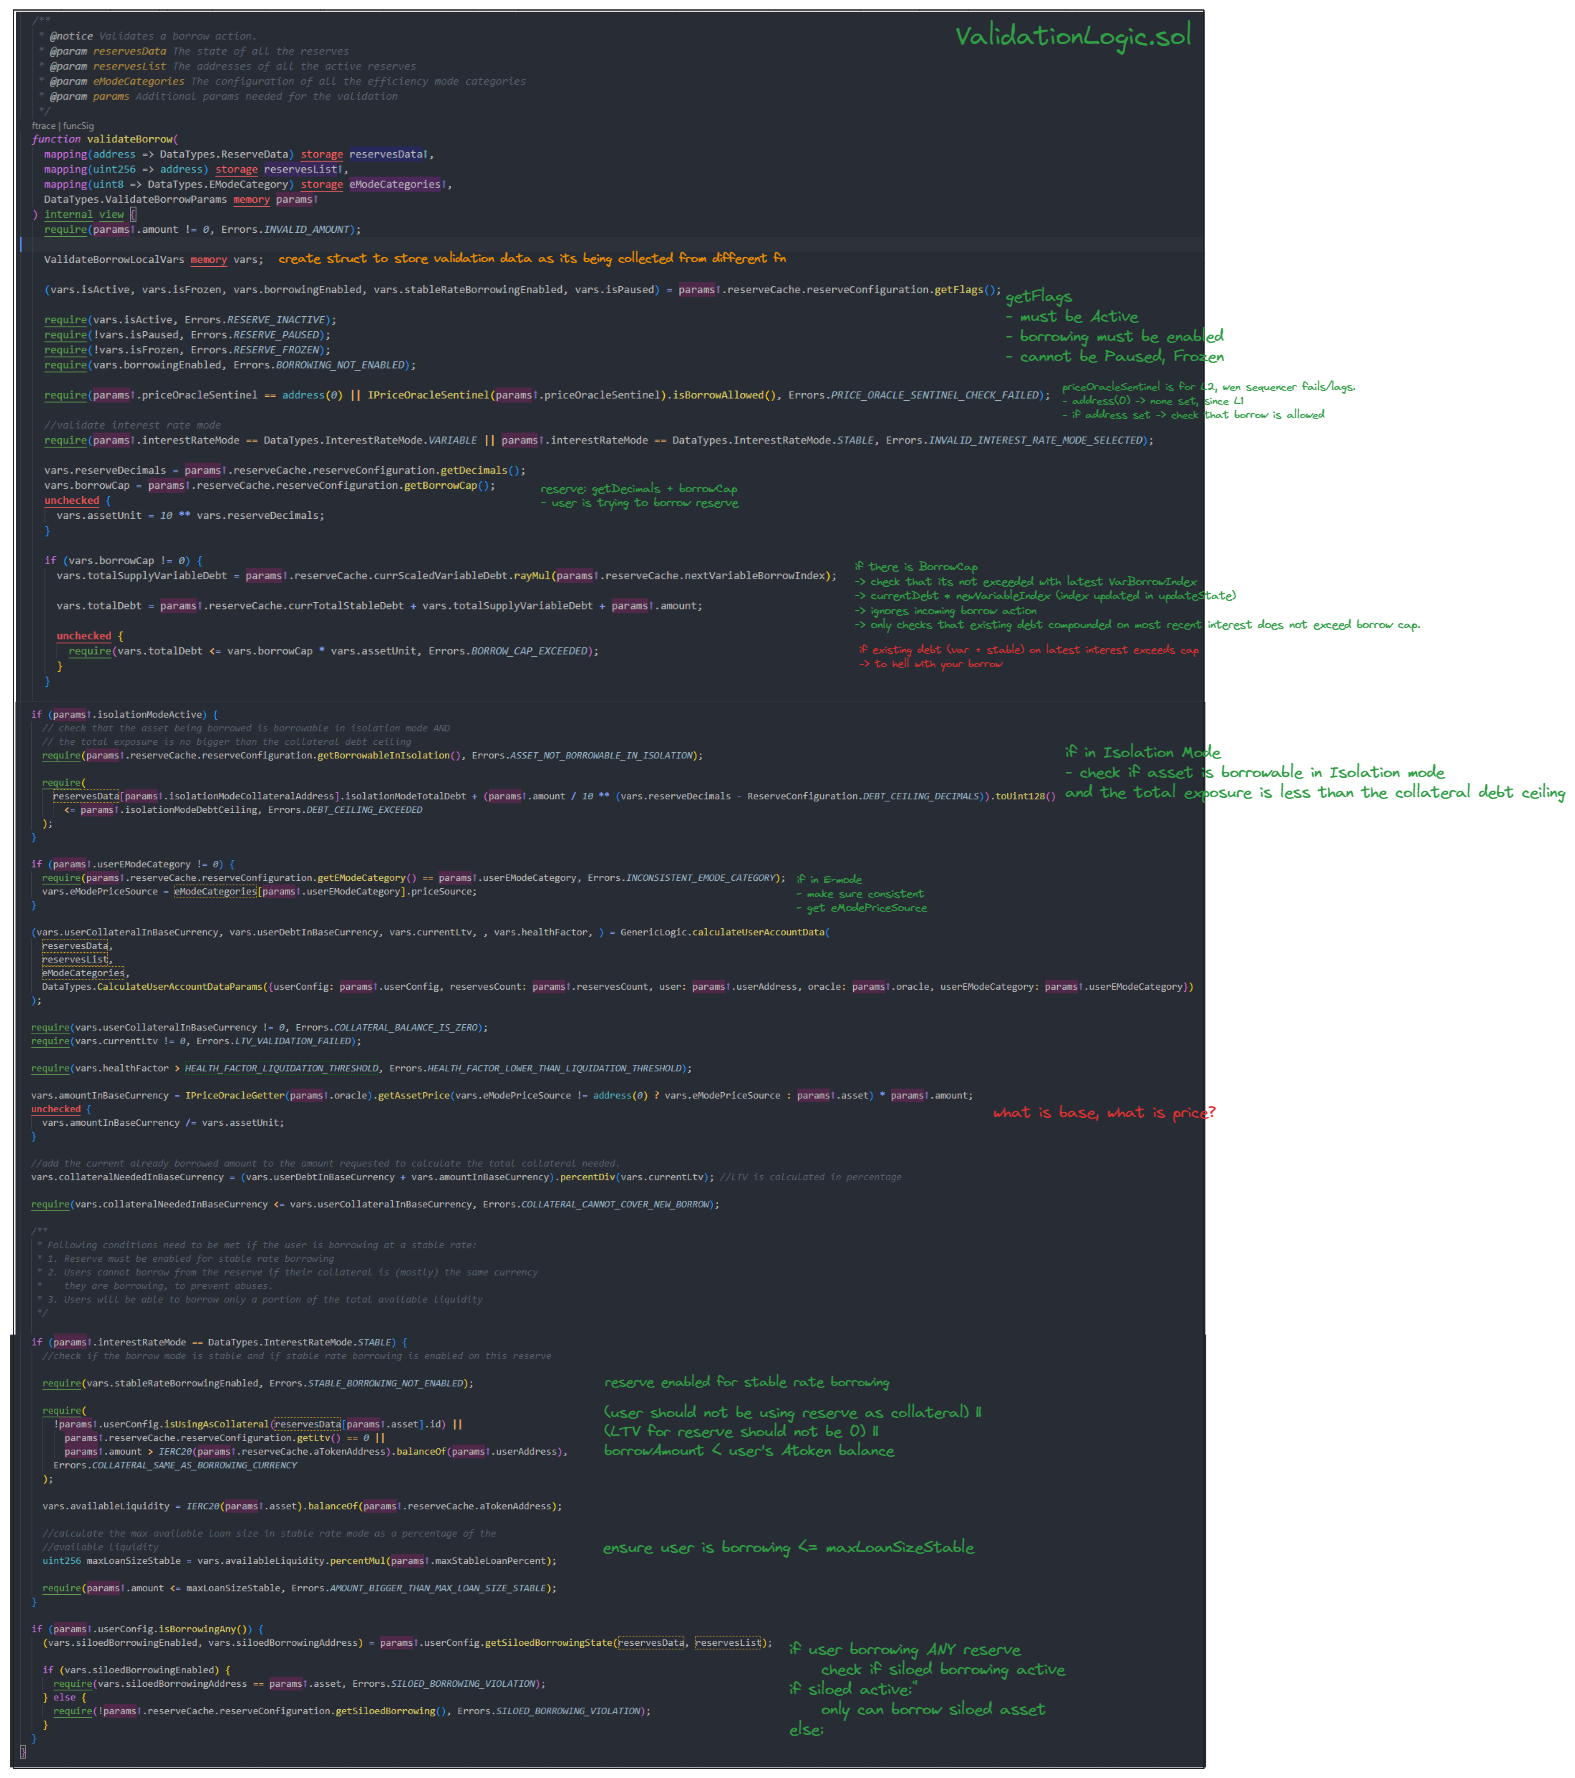 ValidationLogic.sol
/**
 * @notice Validates a borrow action.
 * @param reservesData The state of all the reserves
 * @param reservesList The addresses of all the active reserves
 * @param eModeCategories The configuration of all the efficiency mode categories
 * @param params Additional params needed for the validation
 */
ftrace | funcSig
function validateBorrow(
mapping(address => DataTypes.ReserveData) storage reservesData↑,
mapping(uint256 => address) storage reservesList↑,
mapping(uint8 => DataTypes.EModeCategory) storage eModeCategories↑,
DataTypes.ValidateBorrowParams memory params↑
) internal view {
require(params↑.amount != 0, Errors.INVALID_AMOUNT);
ValidateBorrowLocalVars memory vars; create struct to store validation data as its being collected from different fn
(vars.isActive, vars.isFrozen, vars.borrowingEnabled, vars.stableRateBorrowingEnabled, vars.isPaused) = params↑.reserveCache.reserveConfiguration.getFlags();
getFlags
- must be Active
- borrowing must be enabled
- cannot be Paused, Frozen
require(vars.isActive, Errors.RESERVE_INACTIVE);
require(!vars.isPaused, Errors.RESERVE_PAUSED);
require(!vars.isFrozen, Errors.RESERVE_FROZEN);
require(vars.borrowingEnabled, Errors.BORROWING_NOT_ENABLED);
require(params↑.priceOracleSentinel == address(0) || IPriceOracleSentinel(params↑.priceOracleSentinel).isBorrowAllowed(), Errors.PRICE_ORACLE_SENTINEL_CHECK_FAILED);
priceOracleSentinel is for L2, wen sequencer fails/lags.
- address(0) -> none set, since L1
- if address set -> check that borrow is allowed
//validate interest rate mode
require(params↑.interestRateMode == DataTypes.InterestRateMode.VARIABLE || params↑.interestRateMode == DataTypes.InterestRateMode.STABLE, Errors.INVALID_INTEREST_RATE_MODE_SELECTED);
vars.reserveDecimals = params↑.reserveCache.reserveConfiguration.getDecimals();
vars.borrowCap = params↑.reserveCache.reserveConfiguration.getBorrowCap();
reserve: getDecimals + borrowCap
- user is trying to borrow reserve
unchecked {
vars.assetUnit = 10 ** vars.reserveDecimals;
}
if (vars.borrowCap != 0) {
vars.totalSupplyVariableDebt = params↑.reserveCache.currScaledVariableDebt.rayMul(params↑.reserveCache.nextVariableBorrowIndex);
vars.totalDebt = params↑.reserveCache.currTotalStableDebt + vars.totalSupplyVariableDebt + params↑.amount;
if there is BorrowCap
-> check that its not exceeded with latest VarBorrowIndex
-> currentDebt * newVariableIndex (index updated in updateState)
-> ignores incoming borrow action
-> only checks that existing debt compounded on most recent interest does not exceed borrow cap.
unchecked {
require(vars.totalDebt <= vars.borrowCap * vars.assetUnit, Errors.BORROW_CAP_EXCEEDED);
}
}
if existing debt (var + stable) on latest interest exceeds cap
-> to hell with your borrow
if (params↑.isolationModeActive) {
// check that the asset being borrowed is borrowable in isolation mode AND
// the total exposure is no bigger than the collateral debt ceiling
require(params↑.reserveCache.reserveConfiguration.getBorrowableInIsolation(), Errors.ASSET_NOT_BORROWABLE_IN_ISOLATION);
require(
reservesData[params↑.isolationModeCollateralAddress].isolationModeTotalDebt + (params↑.amount / 10 ** (vars.reserveDecimals - ReserveConfiguration.DEBT_CEILING_DECIMALS)).toUint128()
<= params↑.isolationModeDebtCeiling, Errors.DEBT_CEILING_EXCEEDED
);
}
if in Isolation Mode
- check if asset is borrowable in Isolation mode
and the total exposure is less than the collateral debt ceiling
if (params↑.userEModeCategory != 0) {
require(params↑.reserveCache.reserveConfiguration.getEModeCategory() == params↑.userEModeCategory, Errors.INCONSISTENT_EMODE_CATEGORY);
vars.eModePriceSource = eModeCategories[params↑.userEModeCategory].priceSource;
}
if in E-mode
- make sure consistent
- get eModePriceSource
(vars.userCollateralInBaseCurrency, vars.userDebtInBaseCurrency, vars.currentLtv, , vars.healthFactor, ) = GenericLogic.calculateUserAccountData(
reservesData,
reservesList,
eModeCategories,
DataTypes.CalculateUserAccountDataParams({userConfig: params↑.userConfig, reservesCount: params↑.reservesCount, user: params↑.userAddress, oracle: params↑.oracle, userEModeCategory: params↑.userEModeCategory})
);
require(vars.userCollateralInBaseCurrency != 0, Errors.COLLATERAL_BALANCE_IS_ZERO);
require(vars.currentLtv != 0, Errors.LTV_VALIDATION_FAILED);
require(vars.healthFactor > HEALTH_FACTOR_LIQUIDATION_THRESHOLD, Errors.HEALTH_FACTOR_LOWER_THAN_LIQUIDATION_THRESHOLD);
vars.amountInBaseCurrency = IPriceOracleGetter(params↑.oracle).getAssetPrice(vars.eModePriceSource != address(0) ? vars.eModePriceSource : params↑.asset) * params↑.amount;
unchecked {
vars.amountInBaseCurrency /= vars.assetUnit;
}
what is base, what is price?
//add the current already borrowed amount to the amount requested to calculate the total collateral needed.
vars.collateralNeededInBaseCurrency = (vars.userDebtInBaseCurrency + vars.amountInBaseCurrency).percentDiv(vars.currentLtv); //LTV is calculated in percentage
require(vars.collateralNeededInBaseCurrency <= vars.userCollateralInBaseCurrency, Errors.COLLATERAL_CANNOT_COVER_NEW_BORROW);
/**
 * Following conditions need to be met if the user is borrowing at a stable rate:
 * 1. Reserve must be enabled for stable rate borrowing
 * 2. Users cannot borrow from the reserve if their collateral is (mostly) the same currency
 *    they are borrowing, to prevent abuses.
 * 3. Users will be able to borrow only a portion of the total available liquidity
 */
if (params↑.interestRateMode == DataTypes.InterestRateMode.STABLE) {
//check if the borrow mode is stable and if stable rate borrowing is enabled on this reserve
require(vars.stableRateBorrowingEnabled, Errors.STABLE_BORROWING_NOT_ENABLED);
reserve enabled for stable rate borrowing
require(
!params↑.userConfig.isUsingAsCollateral(reservesData[params↑.asset].id) ||
params↑.reserveCache.reserveConfiguration.getLtv() == 0 ||
params↑.amount > IERC20(params↑.reserveCache.aTokenAddress).balanceOf(params↑.userAddress),
Errors.COLLATERAL_SAME_AS_BORROWING_CURRENCY
);
(user should not be using reserve as collateral) ||
(LTV for reserve should not be 0) ||
borrowAmount < user's Atoken balance
vars.availableLiquidity = IERC20(params↑.asset).balanceOf(params↑.reserveCache.aTokenAddress);
//calculate the max available loan size in stable rate mode as a percentage of the
//available liquidity
uint256 maxLoanSizeStable = vars.availableLiquidity.percentMul(params↑.maxStableLoanPercent);
ensure user is borrowing <= maxLoanSizeStable
require(params↑.amount <= maxLoanSizeStable, Errors.AMOUNT_BIGGER_THAN_MAX_LOAN_SIZE_STABLE);
}
if (params↑.userConfig.isBorrowingAny()) {
(vars.siloedBorrowingEnabled, vars.siloedBorrowingAddress) = params↑.userConfig.getSiloedBorrowingState(reservesData, reservesList);
if (vars.siloedBorrowingEnabled) {
require(vars.siloedBorrowingAddress == params↑.asset, Errors.SILOED_BORROWING_VIOLATION);
} else {
require(!params↑.reserveCache.reserveConfiguration.getSiloedBorrowing(), Errors.SILOED_BORROWING_VIOLATION);
}
}
}
if user borrowing ANY reserve
check if siloed borrowing active
if siloed active:"
only can borrow siloed asset
else: